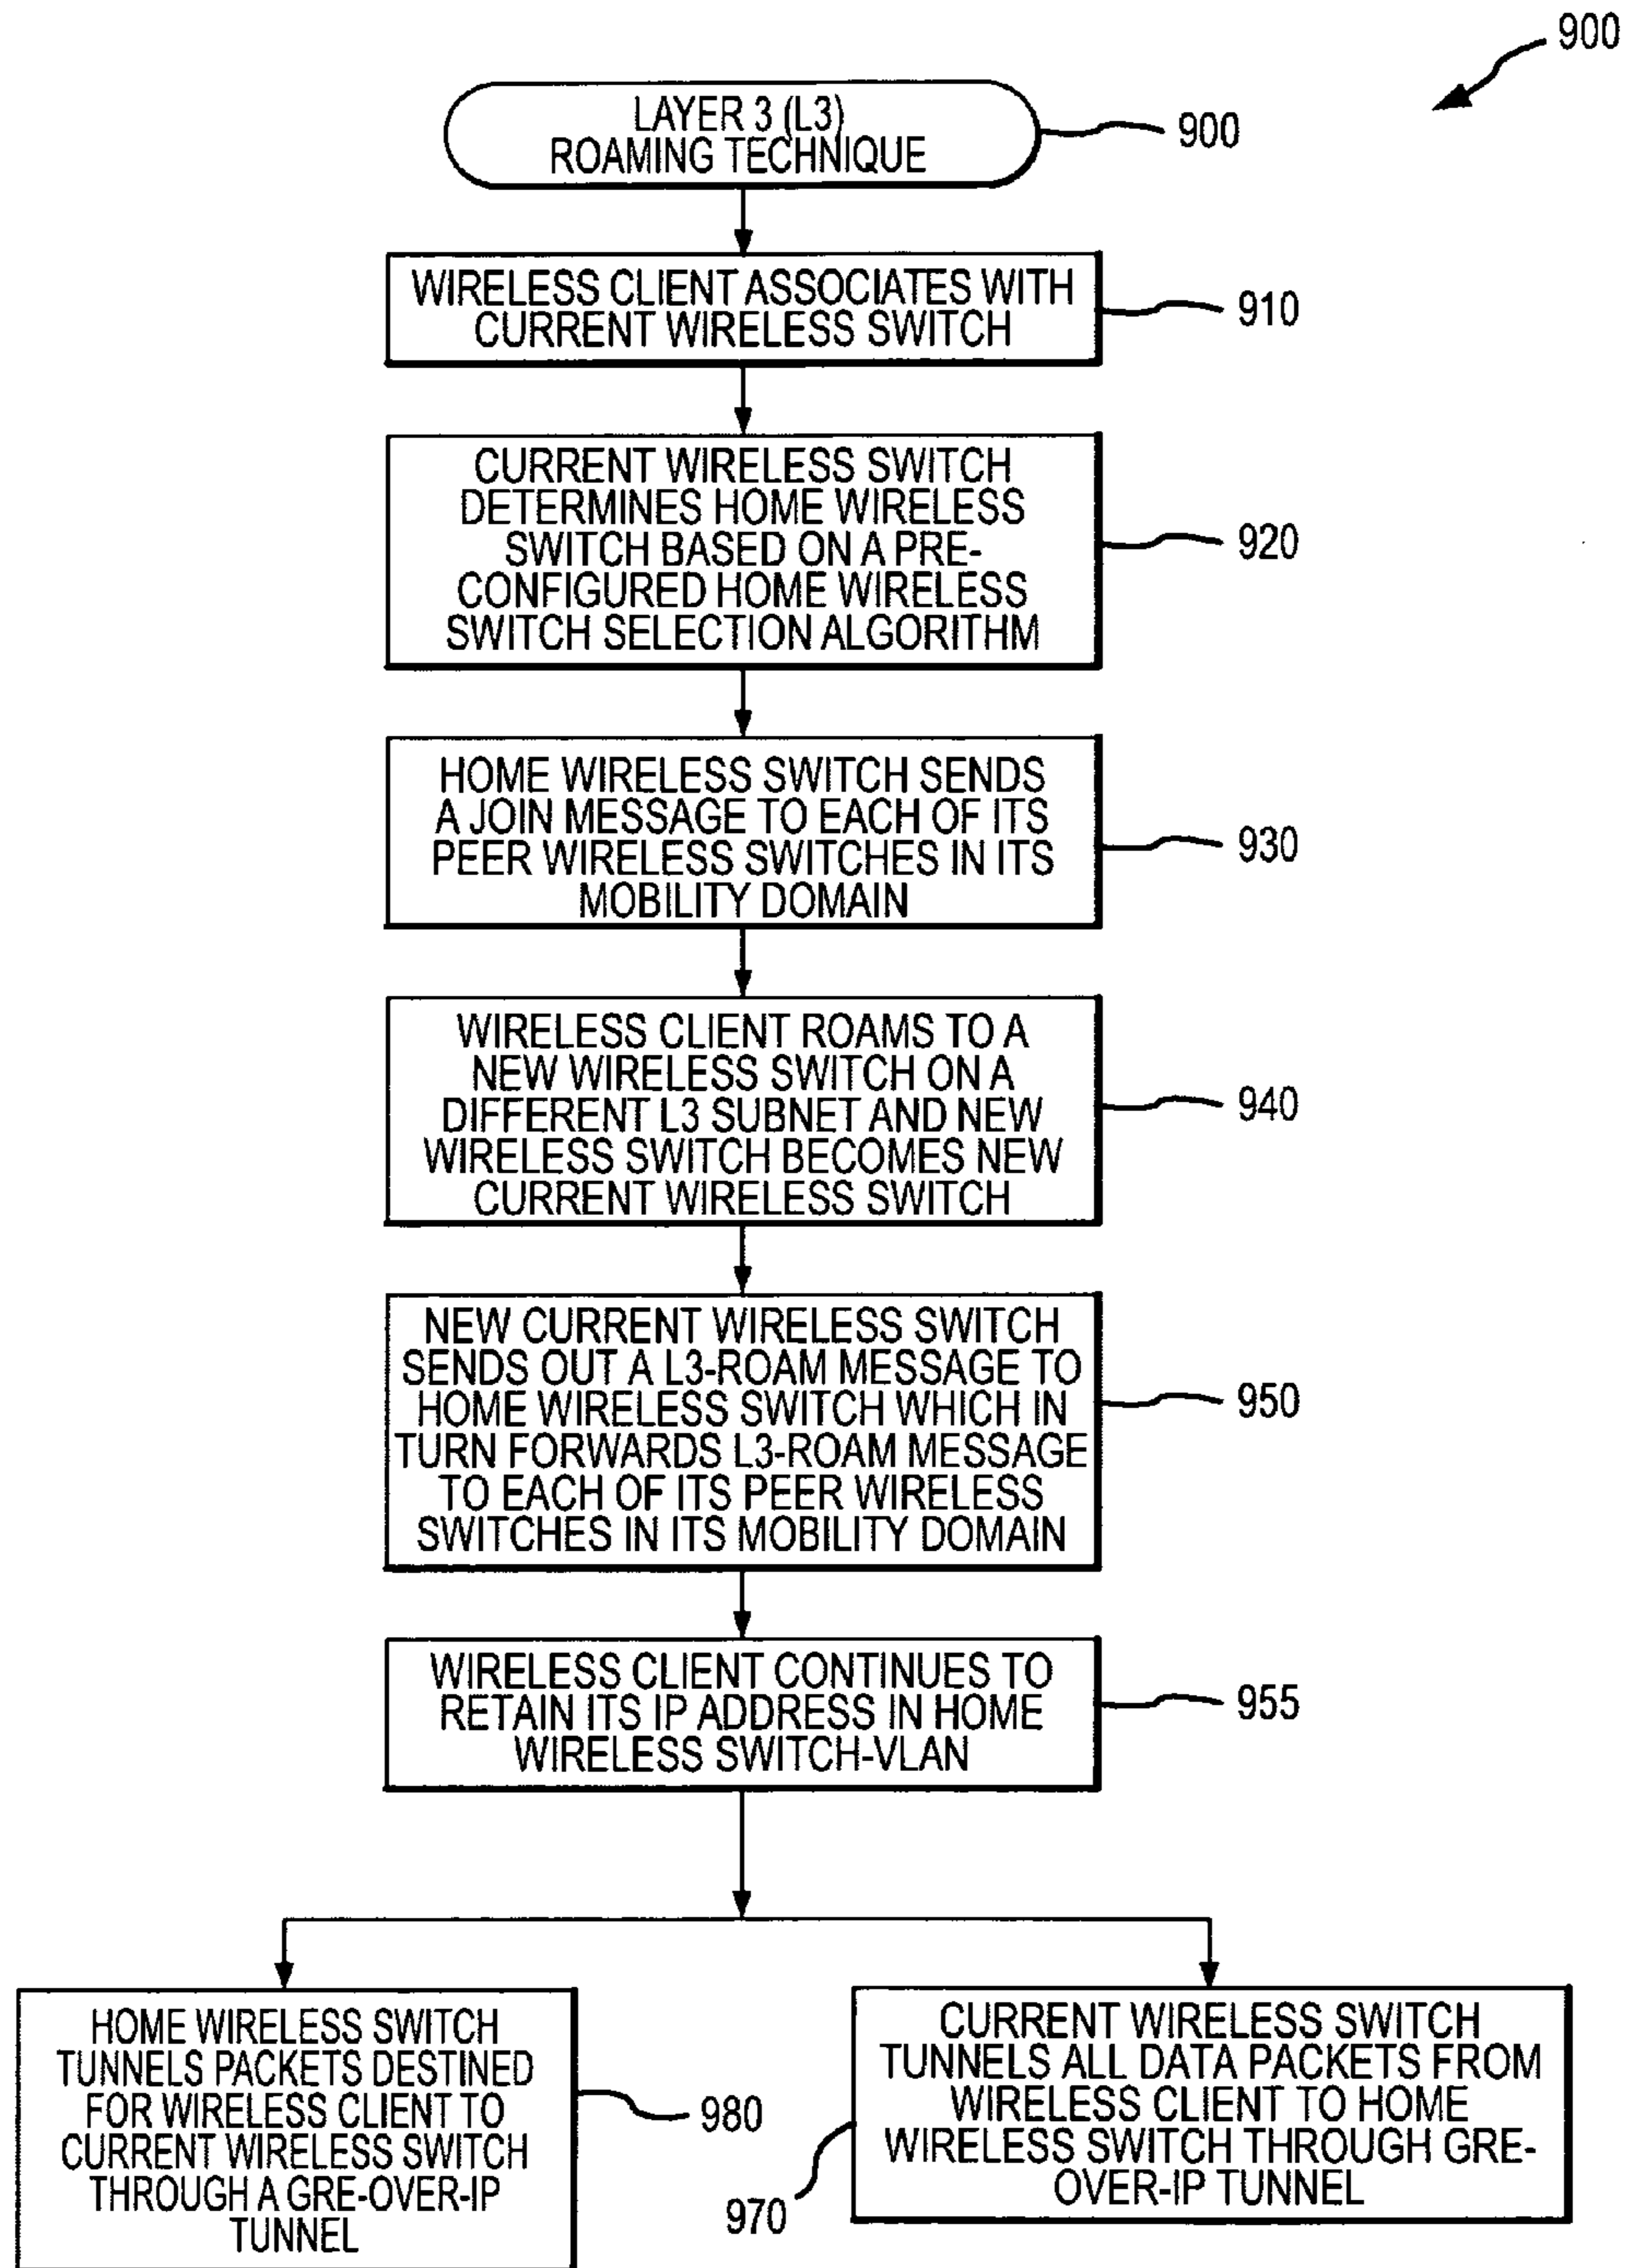 900
LAYER 3 (L3)
ROAMING TECHNIQUE
900
WIRELESS CLIENT ASSOCIATES WITH
CURRENT WIRELESS SWITCH
910
CURRENT WIRELESS SWITCH
DETERMINES HOME WIRELESS
SWITCH BASED ON A PRE-
CONFIGURED HOME WIRELESS
SWITCH SELECTION ALGORITHM
920
HOME WIRELESS SWITCH SENDS
A JOIN MESSAGE TO EACH OF ITS
PEER WIRELESS SWITCHES IN ITS
MOBILITY DOMAIN
930
WIRELESS CLIENT ROAMS TO A
NEW WIRELESS SWITCH ON A
DIFFERENT L3 SUBNET AND NEW
WIRELESS SWITCH BECOMES NEW
CURRENT WIRELESS SWITCH
940
NEW CURRENT WIRELESS SWITCH
SENDS OUT A L3-ROAM MESSAGE TO
HOME WIRELESS SWITCH WHICH IN
TURN FORWARDS L3-ROAM MESSAGE
TO EACH OF ITS PEER WIRELESS
SWITCHES IN ITS MOBILITY DOMAIN
950
WIRELESS CLIENT CONTINUES TO
RETAIN ITS IP ADDRESS IN HOME
WIRELESS SWITCH-VLAN
955
HOME WIRELESS SWITCH
TUNNELS PACKETS DESTINED
FOR WIRELESS CLIENT TO
CURRENT WIRELESS SWITCH
THROUGH A GRE-OVER-IP
TUNNEL
980
CURRENT WIRELESS SWITCH
TUNNELS ALL DATA PACKETS FROM
WIRELESS CLIENT TO HOME
WIRELESS SWITCH THROUGH GRE-
OVER-IP TUNNEL
970